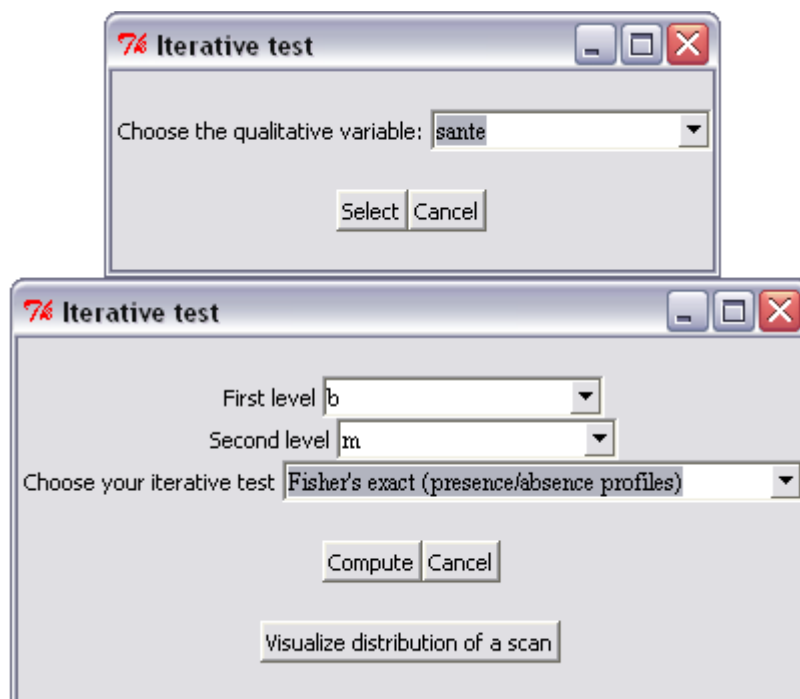 Iterative test
Choose the qualitative variable: sante
Select Cancel
Iterative test
First level b
Second level m
Choose your iterative test Fisher's exact (presence/absence profiles)
Compute Cancel
Visualize distribution of a scan